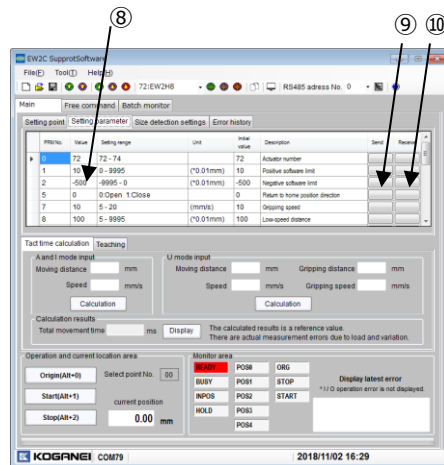 ⑧ ⑨ ⑩
EW2C SupprotSoftware
File(F) Tool(T) Help(H)
72:EW2H8 RS485 adress No. 0
Main Free command Batch monitor
Setting point Setting parameter Size detection settings Error history
PRM No. Value Setting range Unit Initial value Description Send Receive
0 72 72 - 74 72 Actuator number
1 10 0 - 9995 (*0.01mm) 10 Positive software limit
2 -500 -9995 - 0 (*0.01mm) -500 Negative software limit
5 0 0:Open 1:Close 0 Return to home position direction
7 10 5 - 20 (mm/s) 10 Gripping speed
8 100 5 - 9995 (*0.01mm) 100 Low-speed distance
Tact time calculation Teaching
A and I mode input U mode input
Moving distance mm Moving distance mm Gripping distance mm
Speed mm/s Speed mm/s Gripping speed mm/s
Calculation Calculation
Calculation results
Total movement time ms Display The calculated results is a reference value.
There are actual measurement errors due to load and variation.
Operation and current location area Monitor area
Origin(Alt+0) Select point No. 00
Start(Alt+1) current position
Stop(Alt+2) 0.00 mm
READY POS0 ORG
BUSY POS1 STOP
INPOS POS2 START
HOLD POS3
POS4
Display latest error
*I / O operation error is not displayed.
KOGANEI COM79 2018/11/02 16:29